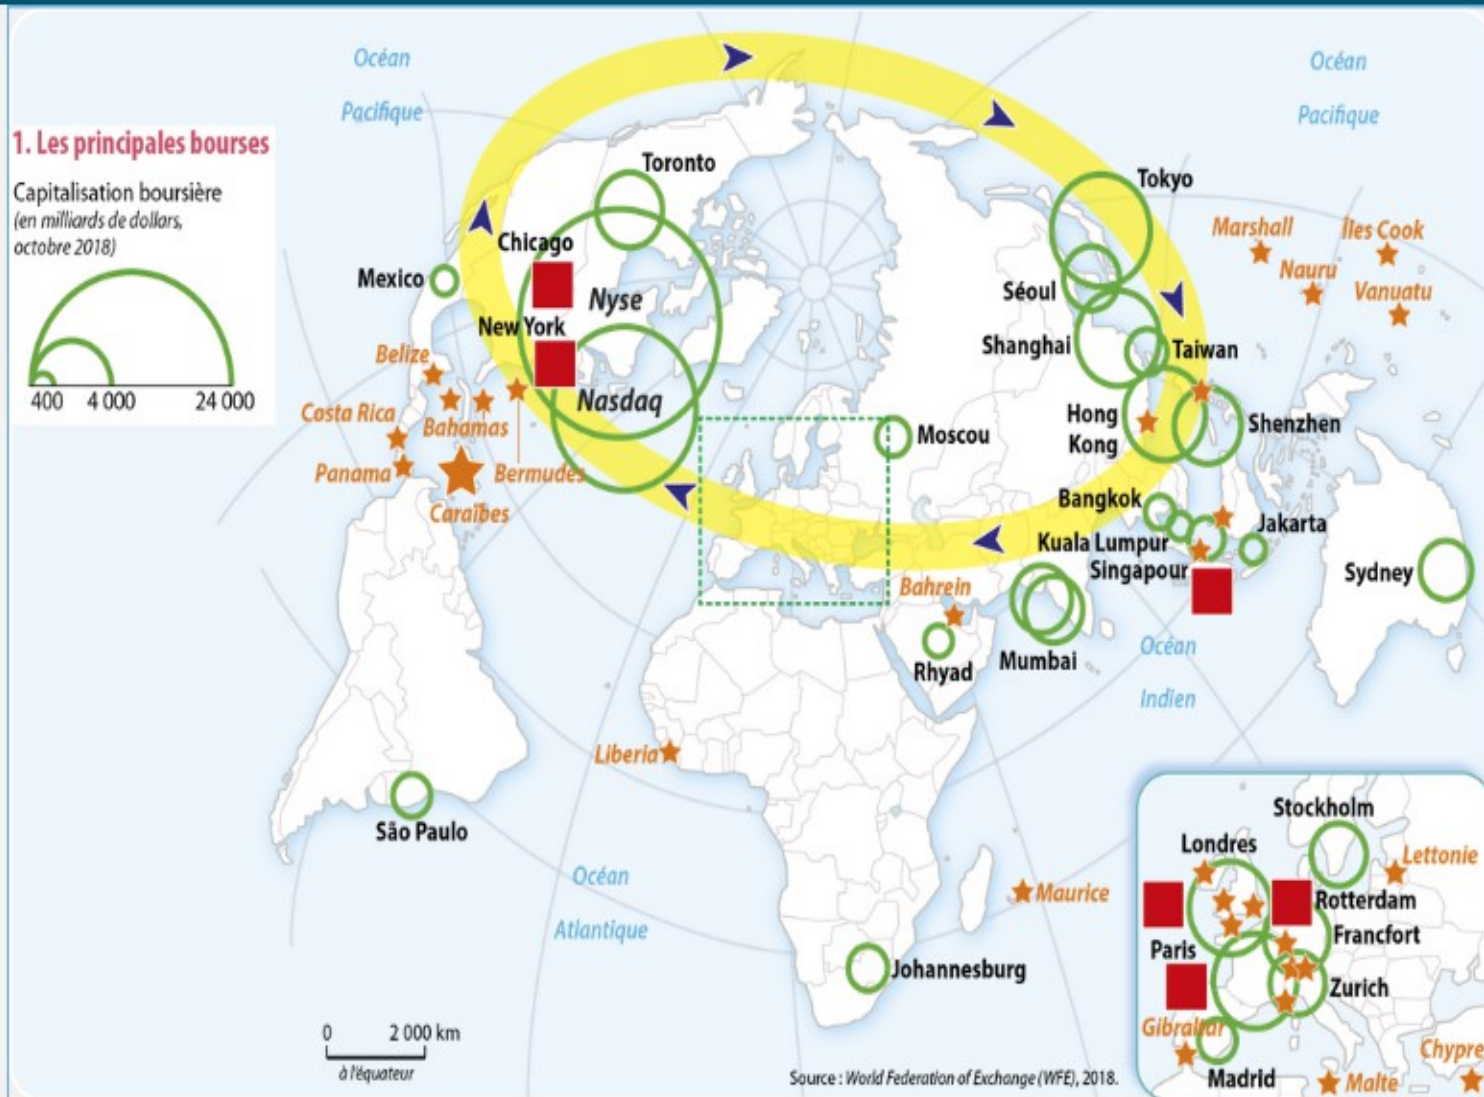 1. Les principales bourses
Capitalisation boursière
(en milliards de dollars,
octobre 2018)
400 4 000 24 000
Océan
Pacifique
Océan
Pacifique
Toronto
Tokyo
Chicago
Mexico
Nyse
New York
Nasdaq
Séoul
Shanghai
Taiwan
Marshall
Îles Cook
Nauru
Vanuatu
Belize
Costa Rica
Bahamas
Panama
Bermudes
Caraïbes
Moscou
Hong
Kong
Shenzhen
Bangkok
Jakarta
Kuala Lumpur
Singapour
Sydney
Bahrein
Rhyad
Mumbai
Océan
Indien
Liberia
São Paulo
Océan
Atlantique
Maurice
Johannesburg
Stockholm
Londres
Lettonie
Rotterdam
Paris
Francfort
Zurich
Gibraltar
Chypre
Madrid
Malte
0 2 000 km
à l'équateur
Source : World Federation of Exchange (WFE), 2018.